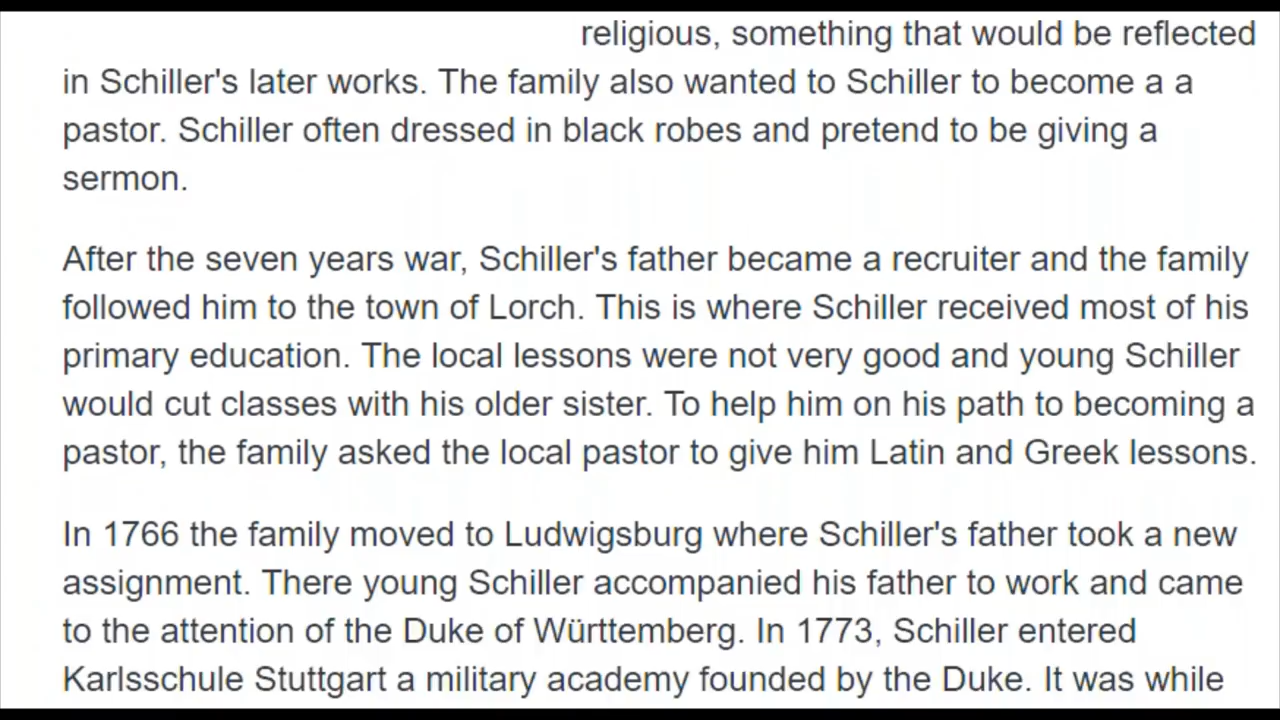 religious, something that would be reflected
in Schiller's later works. The family also wanted to Schiller to become a a
pastor. Schiller often dressed in black robes and pretend to be giving a
sermon.
After the seven years war, Schiller's father became a recruiter and the family
followed him to the town of Lorch. This is where Schiller received most of his
primary education. The local lessons were not very good and young Schiller
would cut classes with his older sister. To help him on his path to becoming a
pastor, the family asked the local pastor to give him Latin and Greek lessons.
In 1766 the family moved to Ludwigsburg where Schiller's father took a new
assignment. There young Schiller accompanied his father to work and came
to the attention of the Duke of Württemberg. In 1773, Schiller entered
Karlsschule Stuttgart a military academy founded by the Duke. It was while